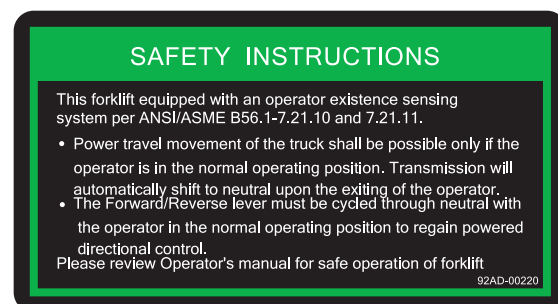 SAFETY INSTRUCTIONS
This forklift equipped with an operator existence sensing
system per ANSI/ASME B56.1-7.21.10 and 7.21.11.
• Power travel movement of the truck shall be possible only if the
operator is in the normal operating position. Transmission will
automatically shift to neutral upon the exiting of the operator.
• The Forward/Reverse lever must be cycled through neutral with
the operator in the normal operating position to regain powered
directional control.
Please review Operator's manual for safe operation of forklift
92AD-00220